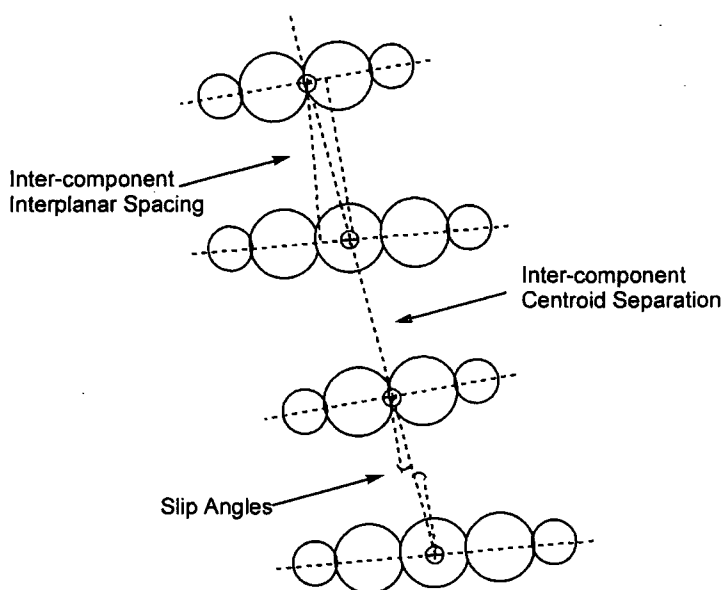 Inter-component
Interplanar Spacing
Inter-component
Centroid Separation
Slip Angles